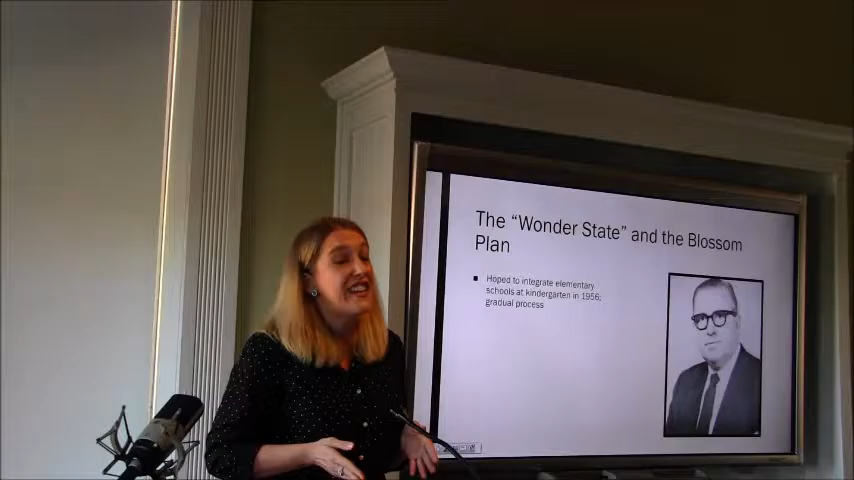 The “Wonder State” and the Blossom
Plan
Hoped to integrate elementary
schools at kindergarten in 1956;
gradual process